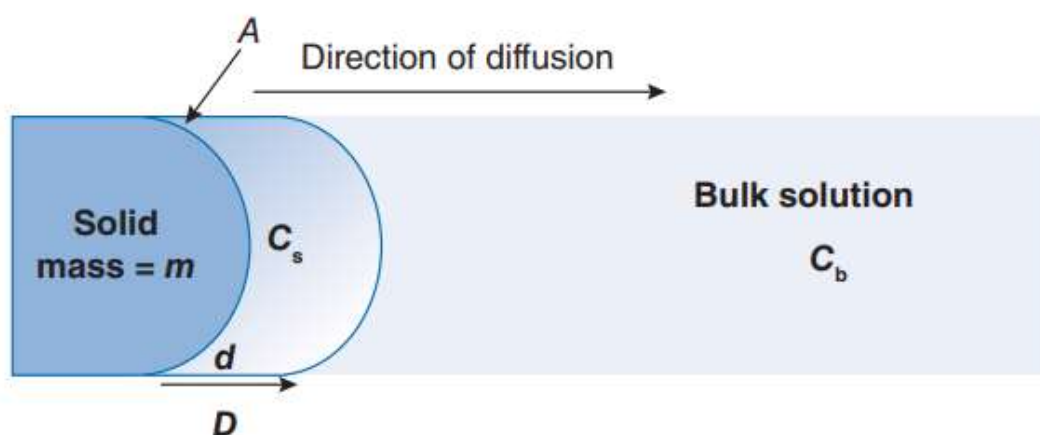 A
Direction of diffusion
Solid
mass = m
Cs
Bulk solution
Cb
d
D